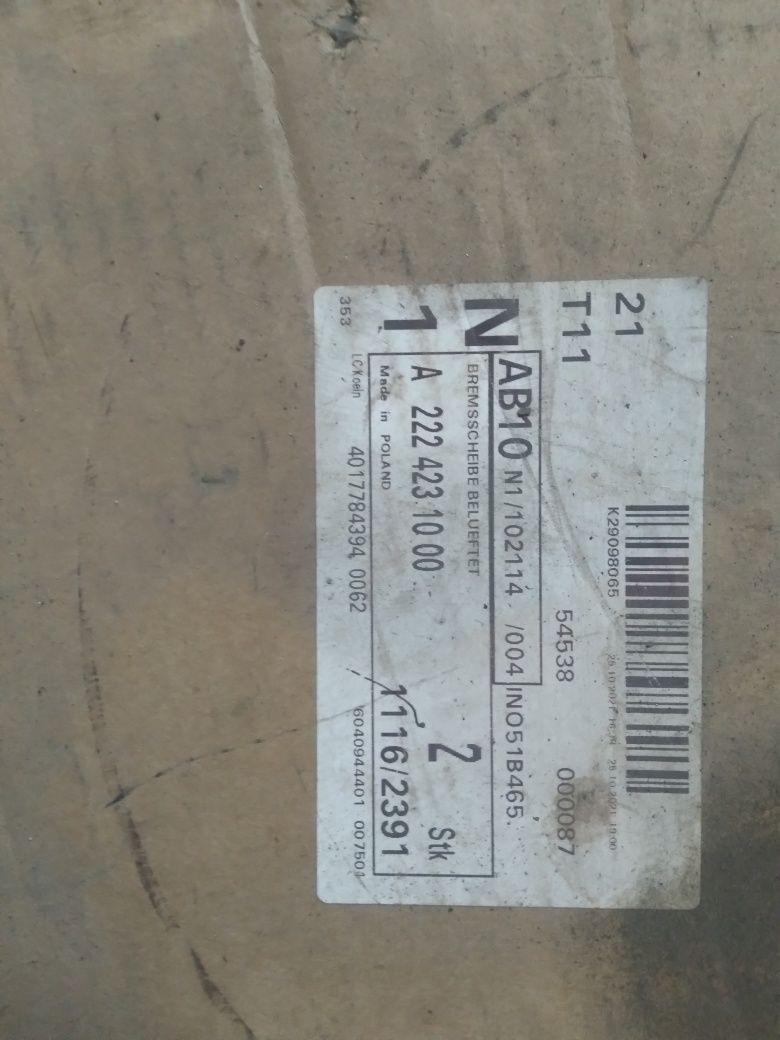 21
K29098065
T11
54538
000087
N
AB10 N1/102114 /004 INO51B465.
BREMSSCHEIBE BELUEFTET
1
A 222 423 10 00
2 Stk
Made in POLAND
1116/2391
353
LC Koeln
4017784394 0062
6040944401 007501